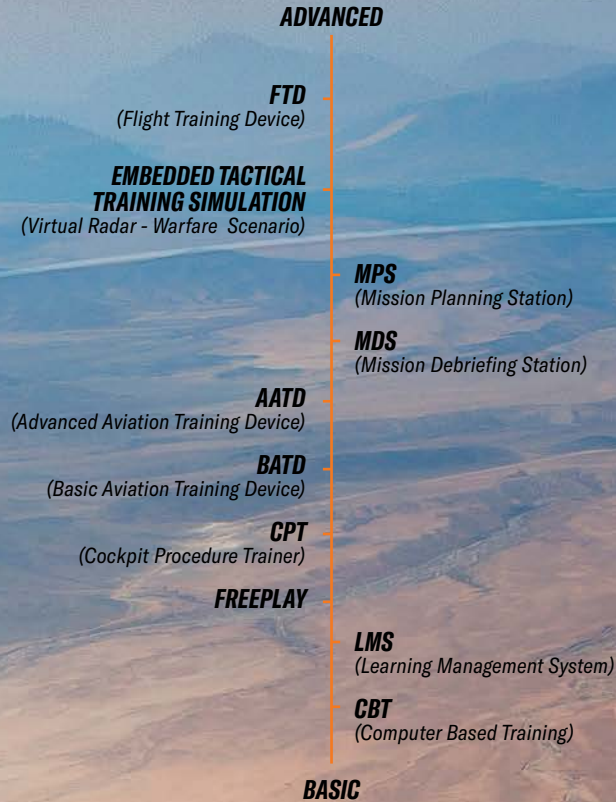 ADVANCED
FTD
(Flight Training Device)
EMBEDDED TACTICAL
TRAINING SIMULATION
(Virtual Radar - Warfare Scenario)
MPS
(Mission Planning Station)
MDS
(Mission Debriefing Station)
AATD
(Advanced Aviation Training Device)
BATD
(Basic Aviation Training Device)
CPT
(Cockpit Procedure Trainer)
FREEPLAY
LMS
(Learning Management System)
CBT
(Computer Based Training)
BASIC